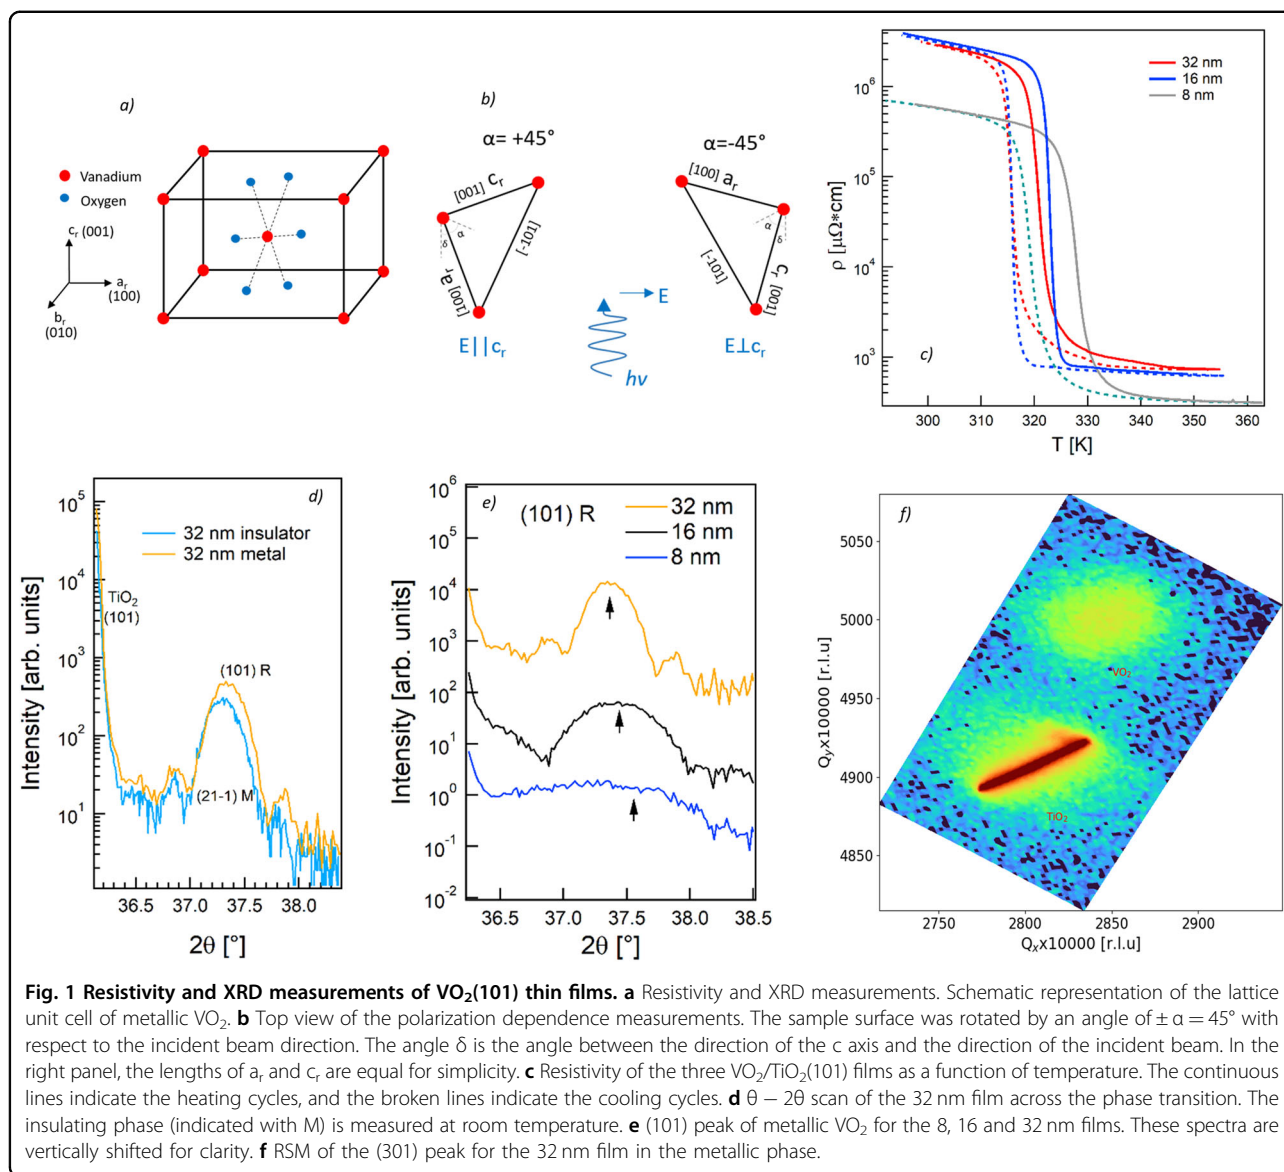 a)
Vanadium
Oxygen
c_r (001)
a_r
(100)
b_r
(010)
b)
α= +45°
[001] c_r
δ
α
[100] a_r
[-101]
E||c_r
E
hν
α=-45°
[100] a_r
α
δ
[-101]
c_r [001]
E⊥c_r
32 nm
16 nm
8 nm
10^6
10^5
10^4
10^3
ρ [μΩ*cm]
c)
300 310 320 330 340 350 360
T [K]
d)
32 nm insulator
32 nm metal
10^5
10^4
10^3
10^2
10^1
Intensity [arb. units]
TiO₂
(101)
(101) R
(21-1) M
36.5 37.0 37.5 38.0
2θ [°]
e)
(101) R
32 nm
16 nm
8 nm
10^6
10^5
10^4
10^3
10^2
10^1
10^0
10^-1
10^-2
Intensity [arb. units]
36.5 37.0 37.5 38.0 38.5
2θ [°]
f)
5050
5000
4950
4900
4850
Q_yx10000 [r.l.u]
VO₂
TiO₂
2750 2800 2850 2900
Q_xx10000 [r.l.u]
Fig. 1 Resistivity and XRD measurements of VO₂(101) thin films. a Resistivity and XRD measurements. Schematic representation of the lattice
unit cell of metallic VO₂. b Top view of the polarization dependence measurements. The sample surface was rotated by an angle of ± α = 45° with
respect to the incident beam direction. The angle δ is the angle between the direction of the c axis and the direction of the incident beam. In the
right panel, the lengths of a_r and c_r are equal for simplicity. c Resistivity of the three VO₂/TiO₂(101) films as a function of temperature. The continuous
lines indicate the heating cycles, and the broken lines indicate the cooling cycles. d θ − 2θ scan of the 32 nm film across the phase transition. The
insulating phase (indicated with M) is measured at room temperature. e (101) peak of metallic VO₂ for the 8, 16 and 32 nm films. These spectra are
vertically shifted for clarity. f RSM of the (301) peak for the 32 nm film in the metallic phase.